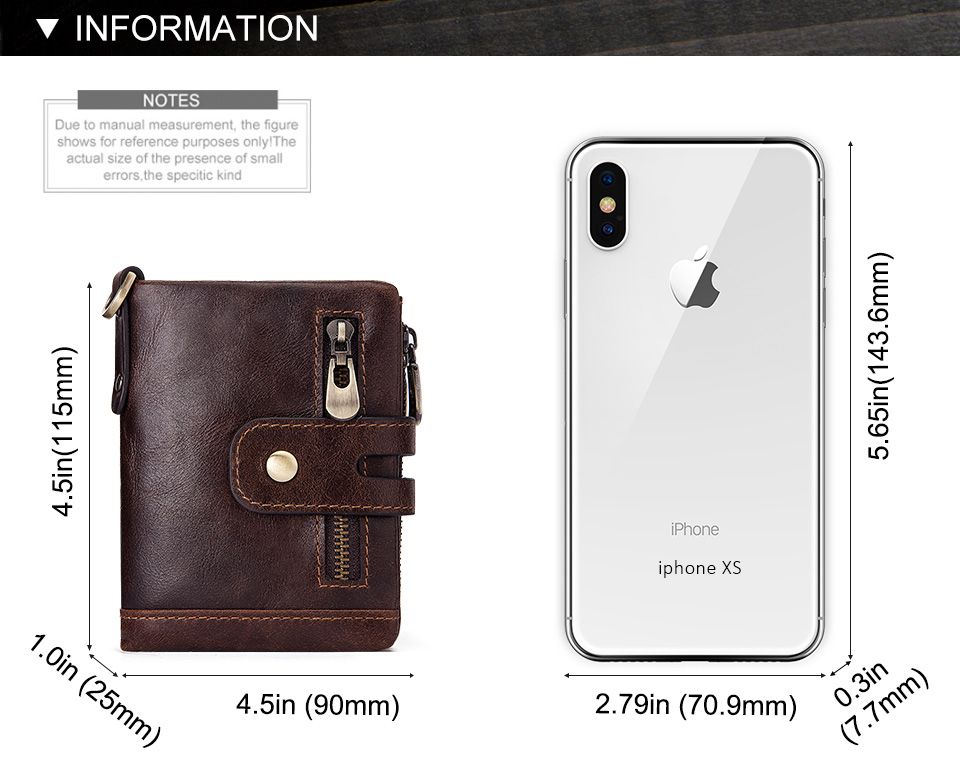 ▼ INFORMATION
NOTES
Due to manual measurement, the figure
shows for reference purposes only!The
actual size of the presence of small
errors,the specitic kind
4.5in(115mm)
1.0in (25mm)
4.5in (90mm)
iPhone
iphone XS
5.65in(143.6mm)
2.79in (70.9mm)
0.3in
(7.7mm)